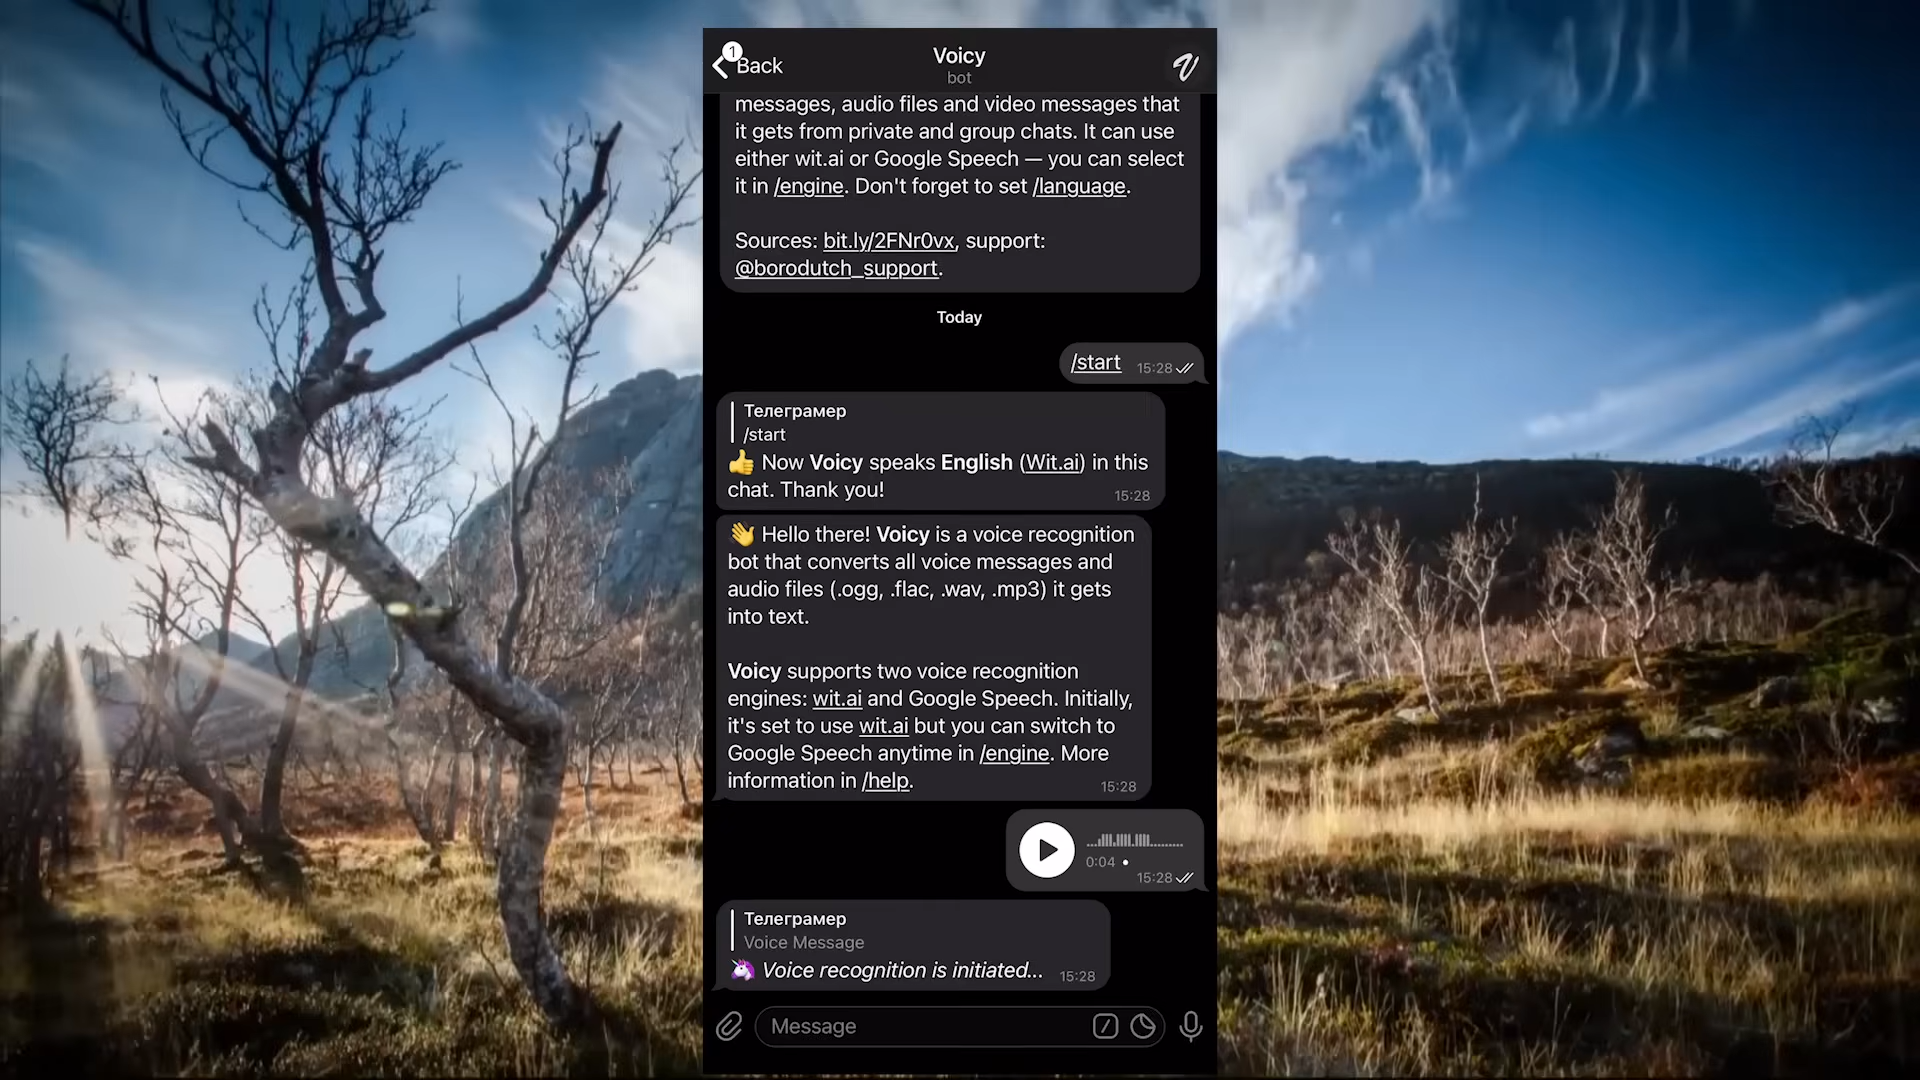 1
Back
Voicy
bot
messages, audio files and video messages that
it gets from private and group chats. It can use
either wit.ai or Google Speech — you can select
it in /engine. Don't forget to set /language.
Sources: bit.ly/2FNr0vx, support:
@borodutch_support.
Today
/start 15:28
Телеграмер
/start
👍 Now Voicy speaks English (Wit.ai) in this
chat. Thank you! 15:28
👋 Hello there! Voicy is a voice recognition
bot that converts all voice messages and
audio files (.ogg, .flac, .wav, .mp3) it gets
into text.
Voicy supports two voice recognition
engines: wit.ai and Google Speech. Initially,
it's set to use wit.ai but you can switch to
Google Speech anytime in /engine. More
information in /help. 15:28
0:04
15:28
Телеграмер
Voice Message
🦄 Voice recognition is initiated... 15:28
Message